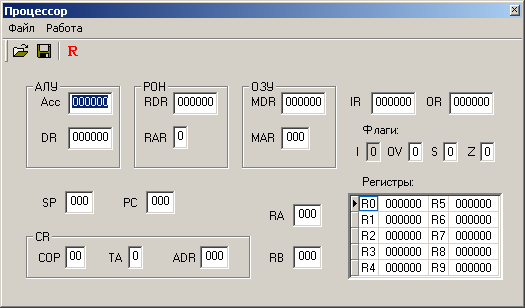 Процессор
Файл Работа
R
АЛУ РОН ОЗУ
Acc 000000 RDR 000000 MDR 000000 IR 000000 OR 000000
DR 000000 RAR 0 MAR 000
Флаги:
I 0 OV 0 S 0 Z 0
Регистры:
SP 000 PC 000 RA 000
R0 000000 R5 000000
R1 000000 R6 000000
R2 000000 R7 000000
R3 000000 R8 000000
R4 000000 R9 000000
CR
COP 00 TA 0 ADR 000 RB 000